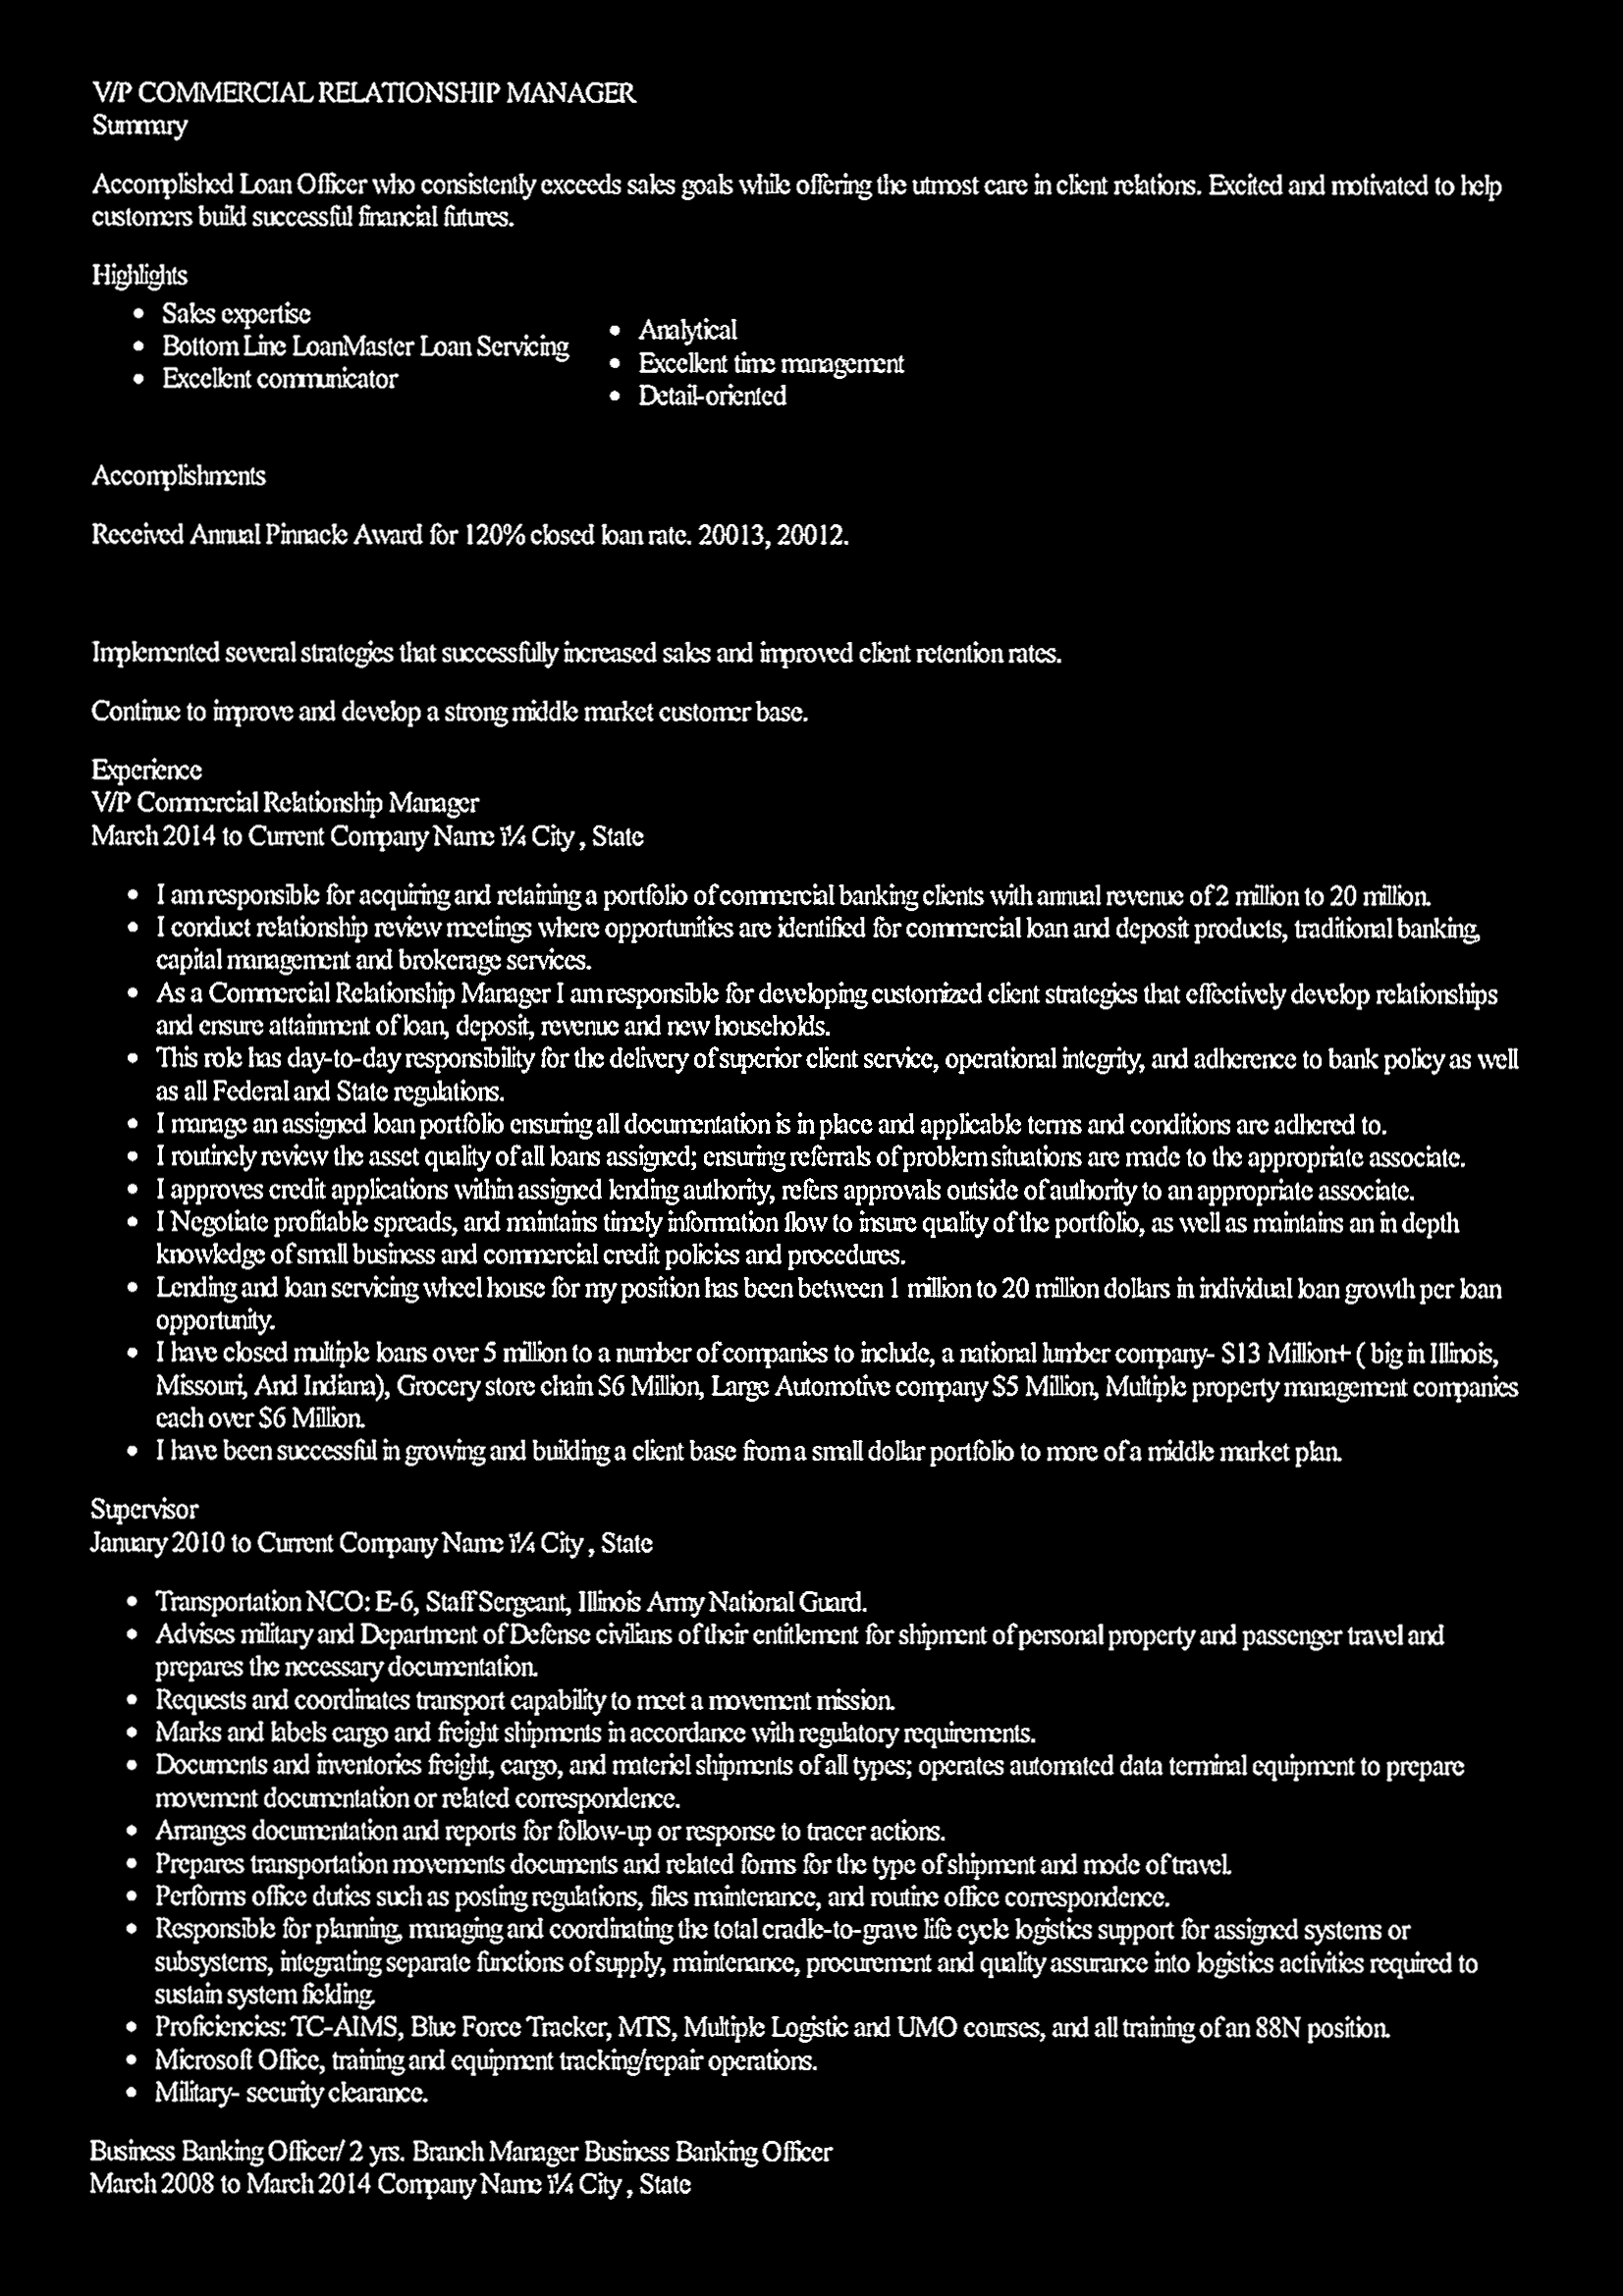 V/P COMMERCIAL RELATIONSHIP MANAGER
Summary
Accomplished Loan Officer who consistently exceeds sales goals while offering the utmost care in client relations. Excited and motivated to help
customers build successful financial futures.
Highlights
• Sales expertise
• Bottom Line LoanMaster Loan Servicing
• Excellent communicator
• Analytical
• Excellent time management
• Detail-oriented
Accomplishments
Received Annual Pinnacle Award for 120% closed loan rate. 20013, 20012.
Implemented several strategies that successfully increased sales and improved client retention rates.
Continue to improve and develop a strong middle market customer base.
Experience
V/P Commercial Relationship Manager
March 2014 to Current Company Name ï¼ City , State
• I am responsible for acquiring and retaining a portfolio of commercial banking clients with annual revenue of 2 million to 20 million.
• I conduct relationship review meetings where opportunities are identified for commercial loan and deposit products, traditional banking,
capital management and brokerage services.
• As a Commercial Relationship Manager I am responsible for developing customized client strategies that effectively develop relationships
and ensure attainment of loan, deposit, revenue and new households.
• This role has day-to-day responsibility for the delivery of superior client service, operational integrity, and adherence to bank policy as well
as all Federal and State regulations.
• I manage an assigned loan portfolio ensuring all documentation is in place and applicable terms and conditions are adhered to.
• I routinely review the asset quality of all loans assigned; ensuring referrals of problem situations are made to the appropriate associate.
• I approves credit applications within assigned lending authority, refers approvals outside of authority to an appropriate associate.
• I Negotiate profitable spreads, and maintains timely information flow to insure quality of the portfolio, as well as maintains an in depth
knowledge of small business and commercial credit policies and procedures.
• Lending and loan servicing wheel house for my position has been between 1 million to 20 million dollars in individual loan growth per loan
opportunity.
• I have closed multiple loans over 5 million to a number of companies to include, a national lumber company- $13 Million+ ( big in Illinois,
Missouri, And Indiana), Grocery store chain $6 Million, Large Automotive company $5 Million, Multiple property management companies
each over $6 Million.
• I have been successful in growing and building a client base from a small dollar portfolio to more of a middle market plan.
Supervisor
January 2010 to Current Company Name ï¼ City , State
• Transportation NCO: E-6, Staff Sergeant, Illinois Army National Guard.
• Advises military and Department of Defense civilians of their entitlement for shipment of personal property and passenger travel and
prepares the necessary documentation.
• Requests and coordinates transport capability to meet a movement mission.
• Marks and labels cargo and freight shipments in accordance with regulatory requirements.
• Documents and inventories freight, cargo, and materiel shipments of all types; operates automated data terminal equipment to prepare
movement documentation or related correspondence.
• Arranges documentation and reports for follow-up or response to tracer actions.
• Prepares transportation movements documents and related forms for the type of shipment and mode of travel.
• Performs office duties such as posting regulations, files maintenance, and routine office correspondence.
• Responsible for planning, managing and coordinating the total cradle-to-grave life cycle logistics support for assigned systems or
subsystems, integrating separate functions of supply, maintenance, procurement and quality assurance into logistics activities required to
sustain system fielding.
• Proficiencies: TC-AIMS, Blue Force Tracker, MTS, Multiple Logistic and UMO courses, and all training of an 88N position.
• Microsoft Office, training and equipment tracking/repair operations.
• Military- security clearance.
Business Banking Officer/ 2 yrs. Branch Manager Business Banking Officer
March 2008 to March 2014 Company Name ï¼ City , State